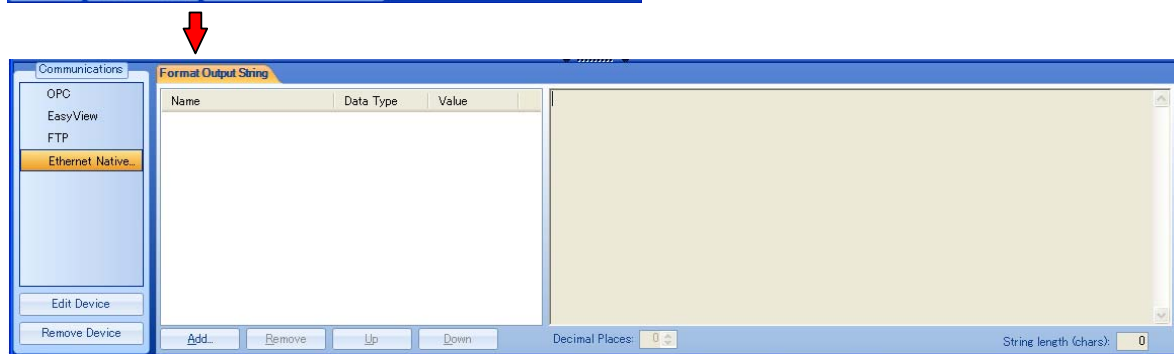 Communications
OPC
EasyView
FTP
Ethernet Native...
Edit Device
Remove Device
Format Output String
Name Data Type Value
Add... Remove Up Down
Decimal Places: 0
String length (chars): 0